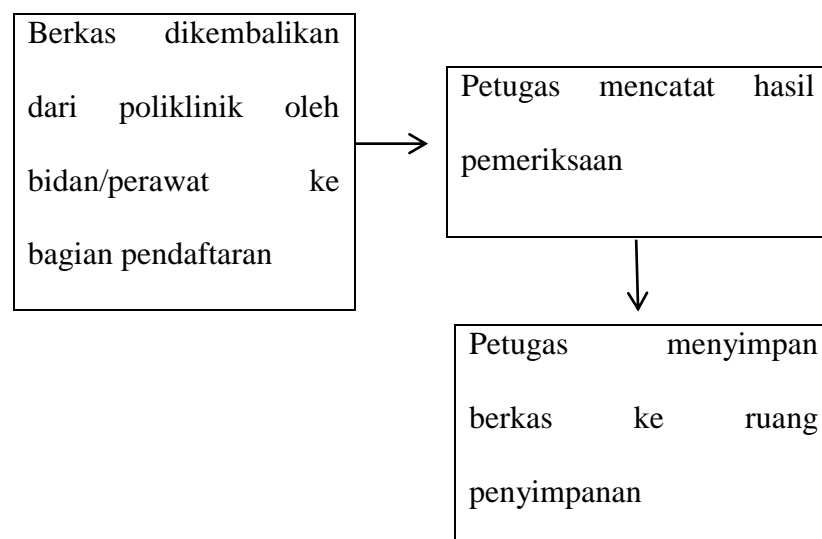 Berkas dikembalikan
dari poliklinik oleh
bidan/perawat ke
bagian pendaftaran
Petugas mencatat hasil
pemeriksaan
Petugas menyimpan
berkas ke ruang
penyimpanan